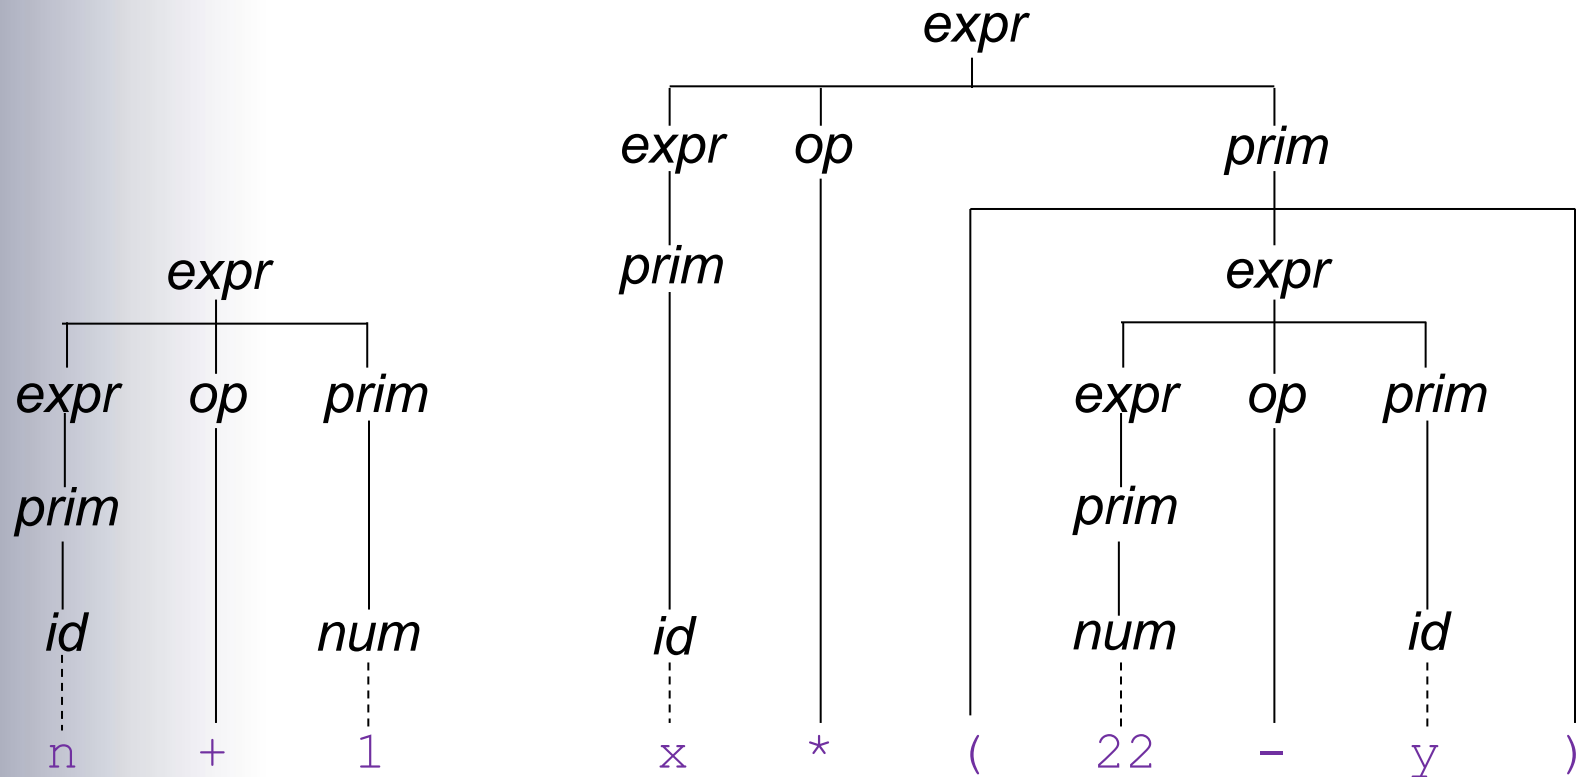 expr
expr op prim
prim
expr expr
expr op prim expr op prim
prim prim
id num id num id
n + 1 x * ( 22 - y )